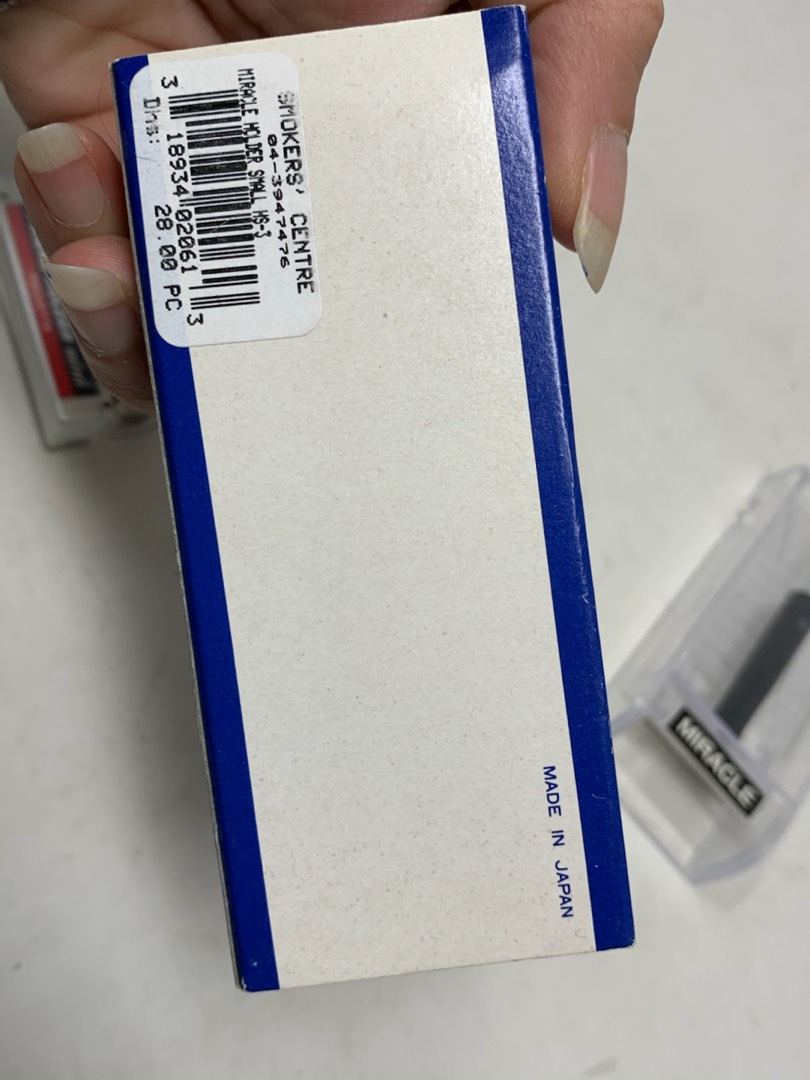 SMOKERS' CENTRE
04-3947476
MIRACLE HOLDER SMALL HS-3
3 18934 02061 3
Dhs: 28.00 PC
MADE IN JAPAN
MIRACLE